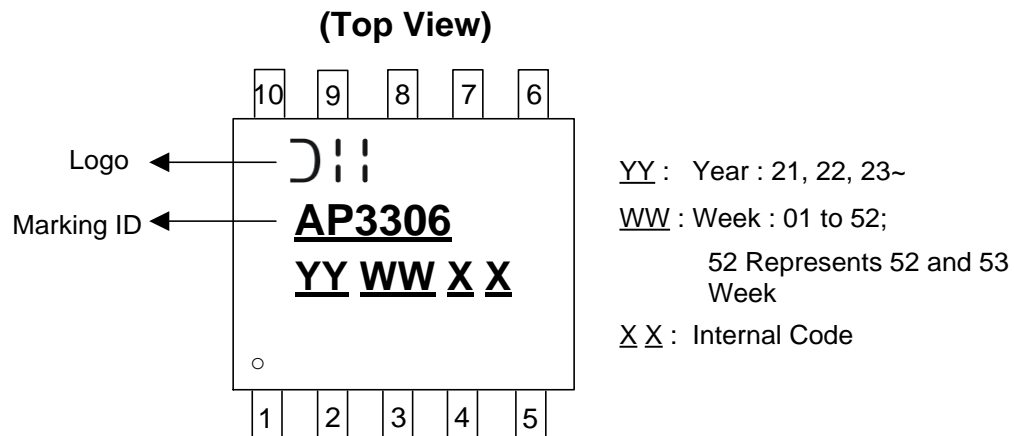 (Top View)
10 9 8 7 6
Logo
YY : Year : 21, 22, 23~
Marking ID
AP3306
WW : Week : 01 to 52;
YY WW X X
52 Represents 52 and 53
Week
X X : Internal Code
1 2 3 4 5